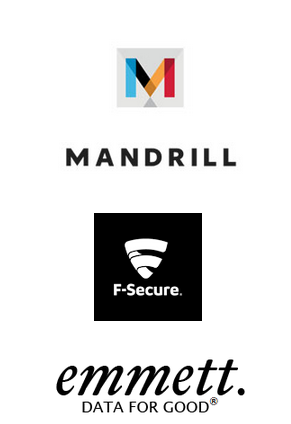 M
MANDRILL
F-Secure.
emmett.
DATA FOR GOOD®